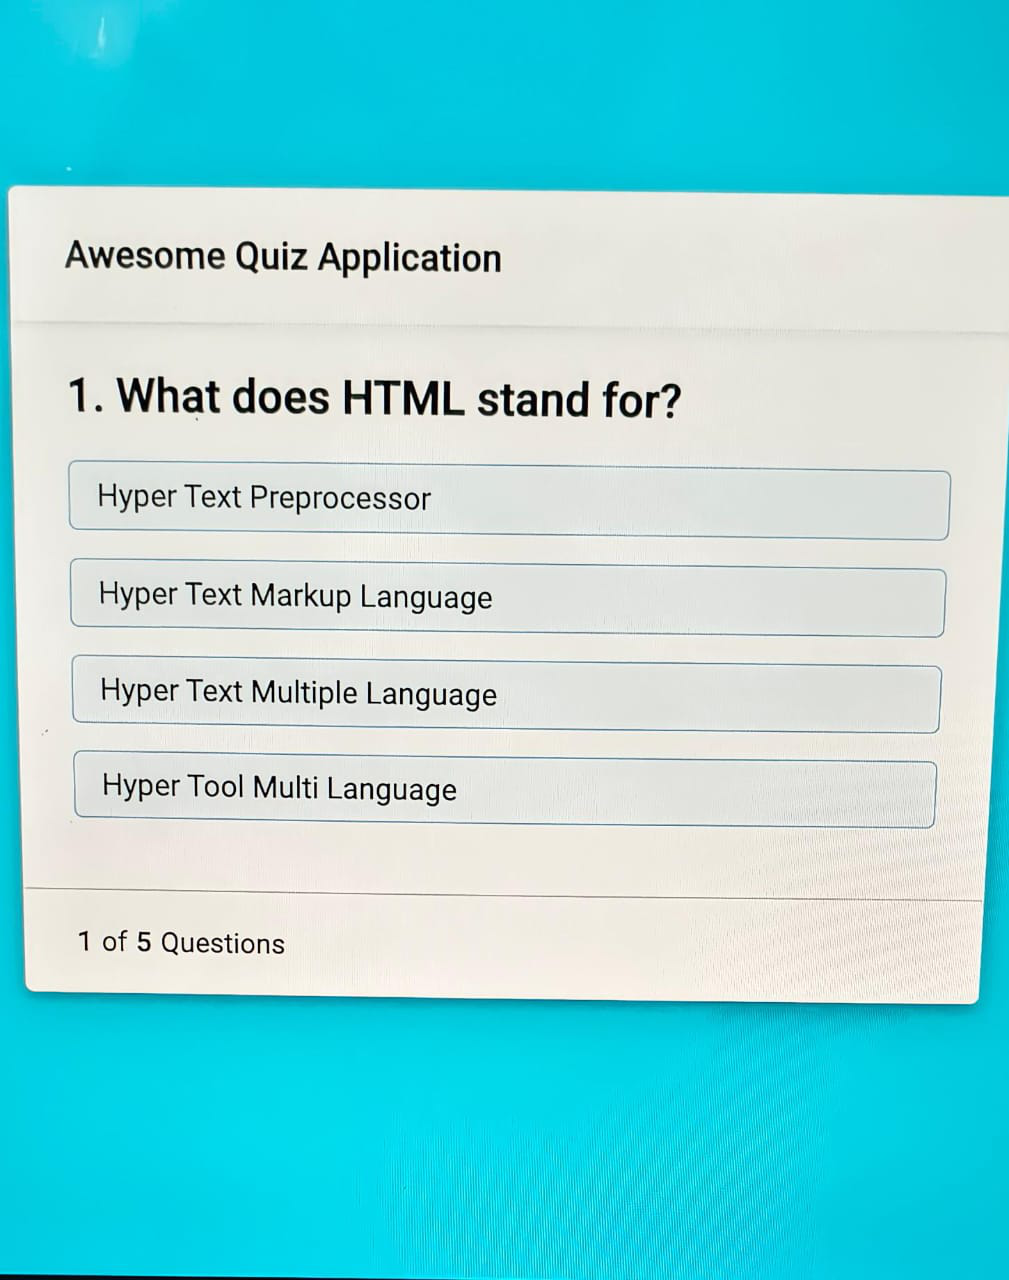 Awesome Quiz Application
1. What does HTML stand for?
Hyper Text Preprocessor
Hyper Text Markup Language
Hyper Text Multiple Language
Hyper Tool Multi Language
1 of 5 Questions